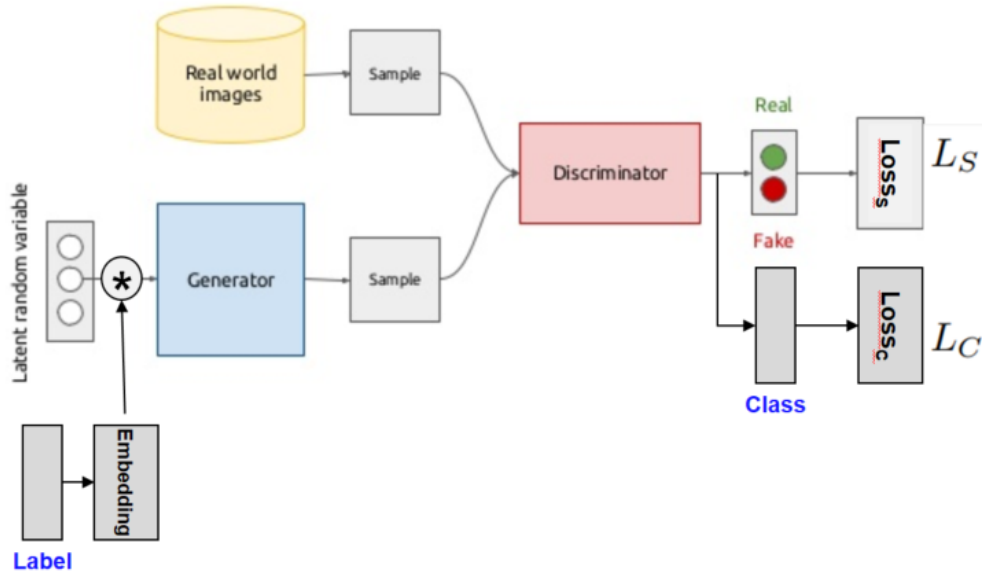 Real world
images
Sample
Real
Discriminator
Fake
Loss_S
L_S
Latent random variable
*
Generator
Sample
Loss_C
L_C
Class
Embedding
Label